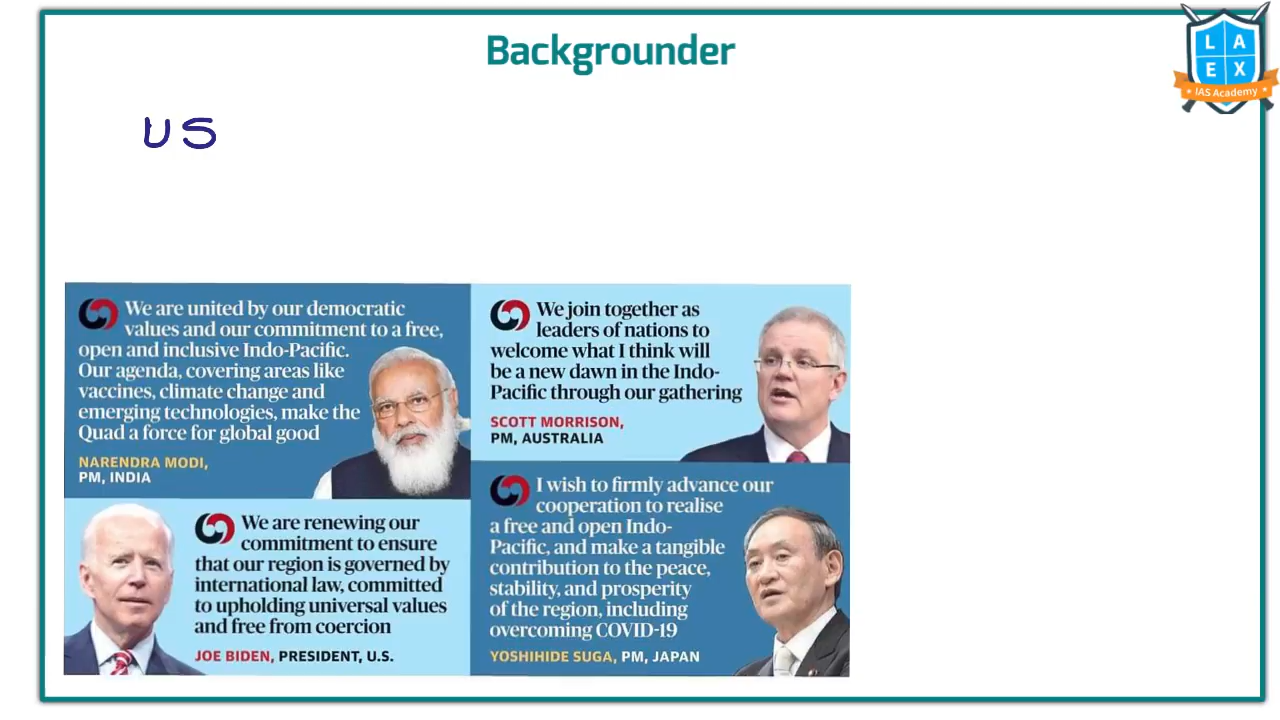 Backgrounder
L A
E X
IAS Academy
US
We are united by our democratic
values and our commitment to a free,
open and inclusive Indo-Pacific.
Our agenda, covering areas like
vaccines, climate change and
emerging technologies, make the
Quad a force for global good
NARENDRA MODI,
PM, INDIA
We join together as
leaders of nations to
welcome what I think will
be a new dawn in the Indo-
Pacific through our gathering
SCOTT MORRISON,
PM, AUSTRALIA
We are renewing our
commitment to ensure
that our region is governed by
international law, committed
to upholding universal values
and free from coercion
JOE BIDEN, PRESIDENT, U.S.
I wish to firmly advance our
cooperation to realise
a free and open Indo-
Pacific, and make a tangible
contribution to the peace,
stability, and prosperity
of the region, including
overcoming COVID-19
YOSHIHIDE SUGA, PM, JAPAN